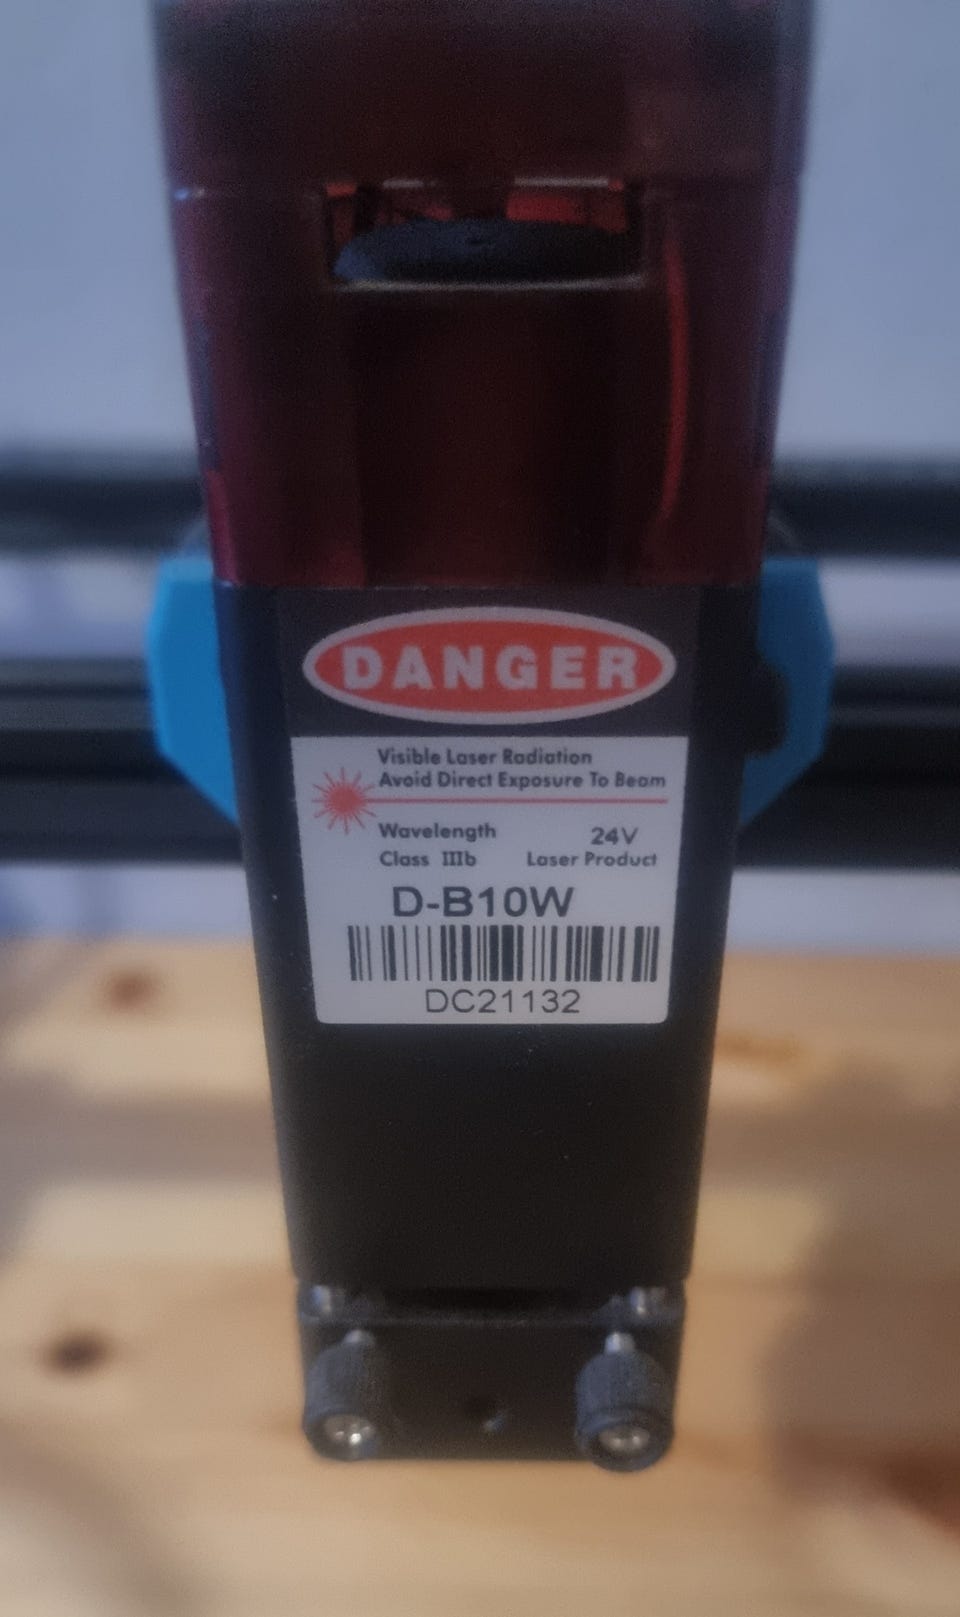 DANGER
Visible Laser Radiation
Avoid Direct Exposure To Beam
Wavelength 24V
Class IIIb Laser Product
D-B10W
DC21132